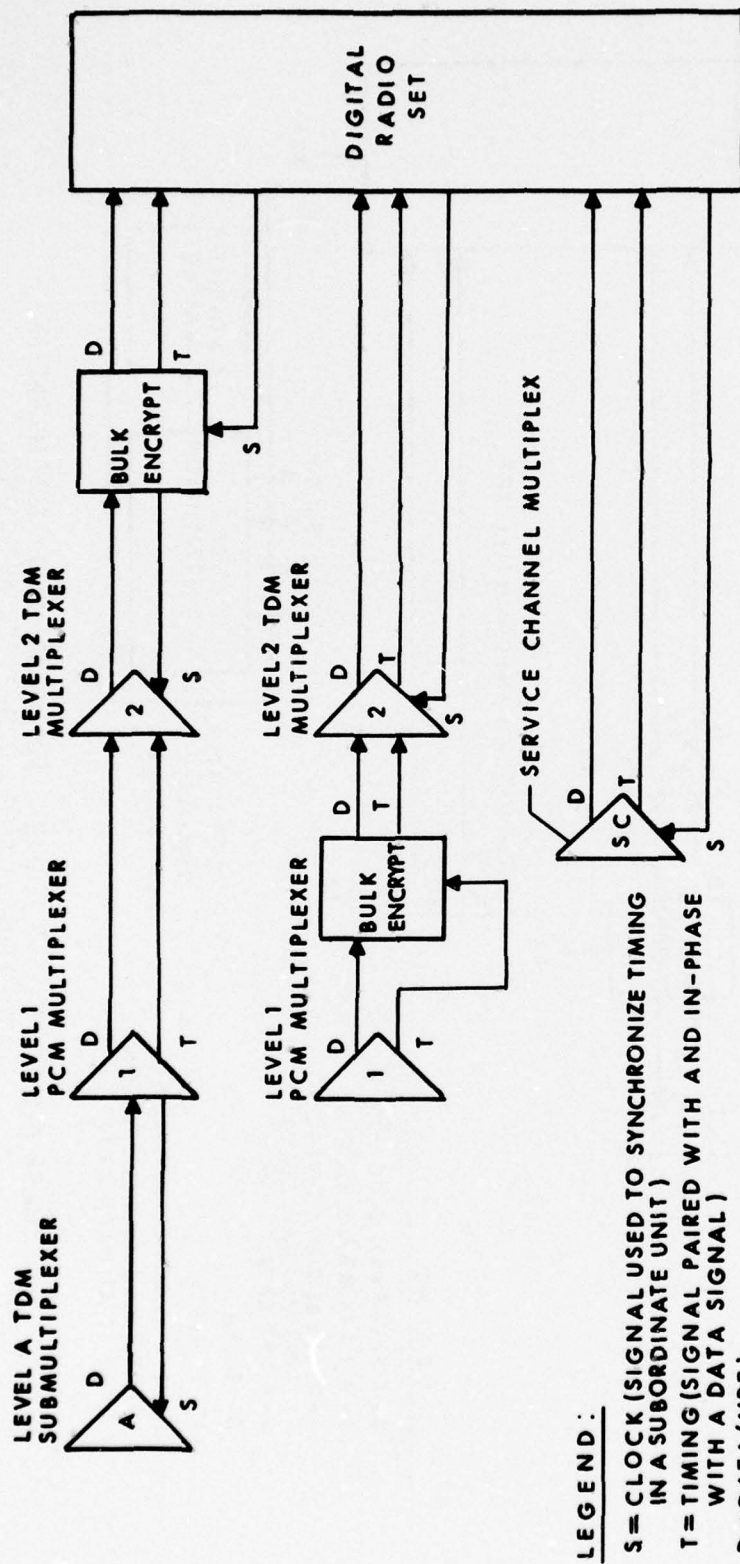 LEVEL A TDM
SUBMULTIPLEXER
D
A
S
LEVEL 1
PCM MULTIPLEXER
D
1
T
LEVEL 2 TDM
MULTIPLEXER
D
2
S
BULK
ENCRYPT
D
T
S
DIGITAL
RADIO
SET
LEVEL 1
PCM MULTIPLEXER
D
1
T
BULK
ENCRYPT
D
T
LEVEL 2 TDM
MULTIPLEXER
D
2
T
S
SERVICE CHANNEL MULTIPLEX
D
SC
T
S
LEGEND:
S = CLOCK (SIGNAL USED TO SYNCHRONIZE TIMING
IN A SUBORDINATE UNIT)
T = TIMING (SIGNAL PAIRED WITH AND IN-PHASE
WITH A DATA SIGNAL)